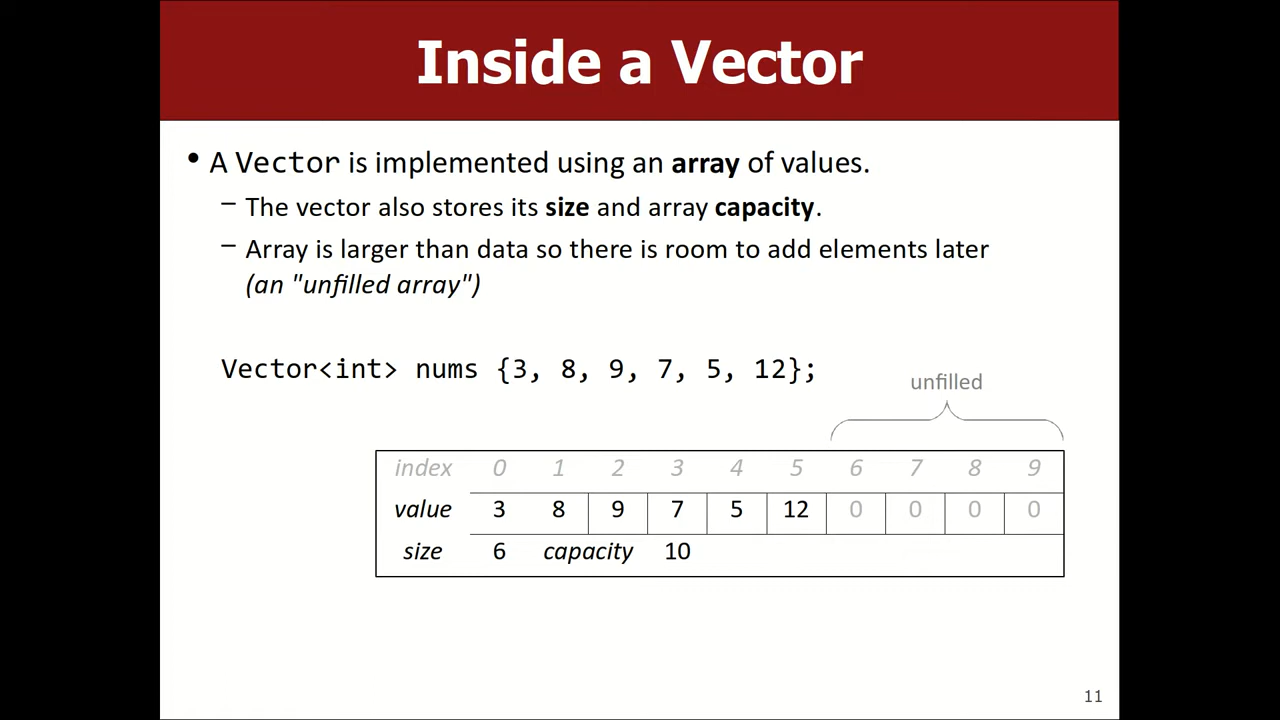 Inside a Vector
• A Vector is implemented using an array of values.
– The vector also stores its size and array capacity.
– Array is larger than data so there is room to add elements later
(an "unfilled array")
Vector<int> nums {3, 8, 9, 7, 5, 12};
unfilled
index 0 1 2 3 4 5 6 7 8 9
value 3 8 9 7 5 12 0 0 0 0
size 6 capacity 10
11